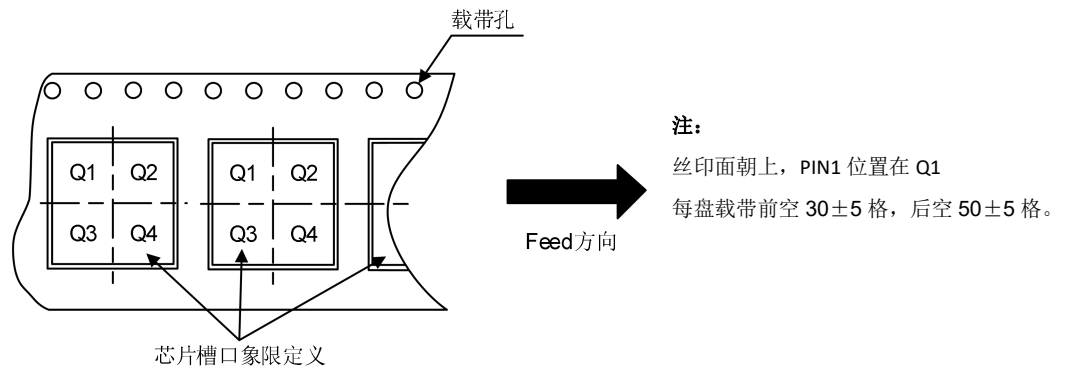 载带孔
Q1 Q2 Q1 Q2
Q3 Q4 Q3 Q4
芯片槽口象限定义
Feed方向
注：
丝印面朝上，PIN1 位置在 Q1
每盘载带前空 30±5 格，后空 50±5 格。